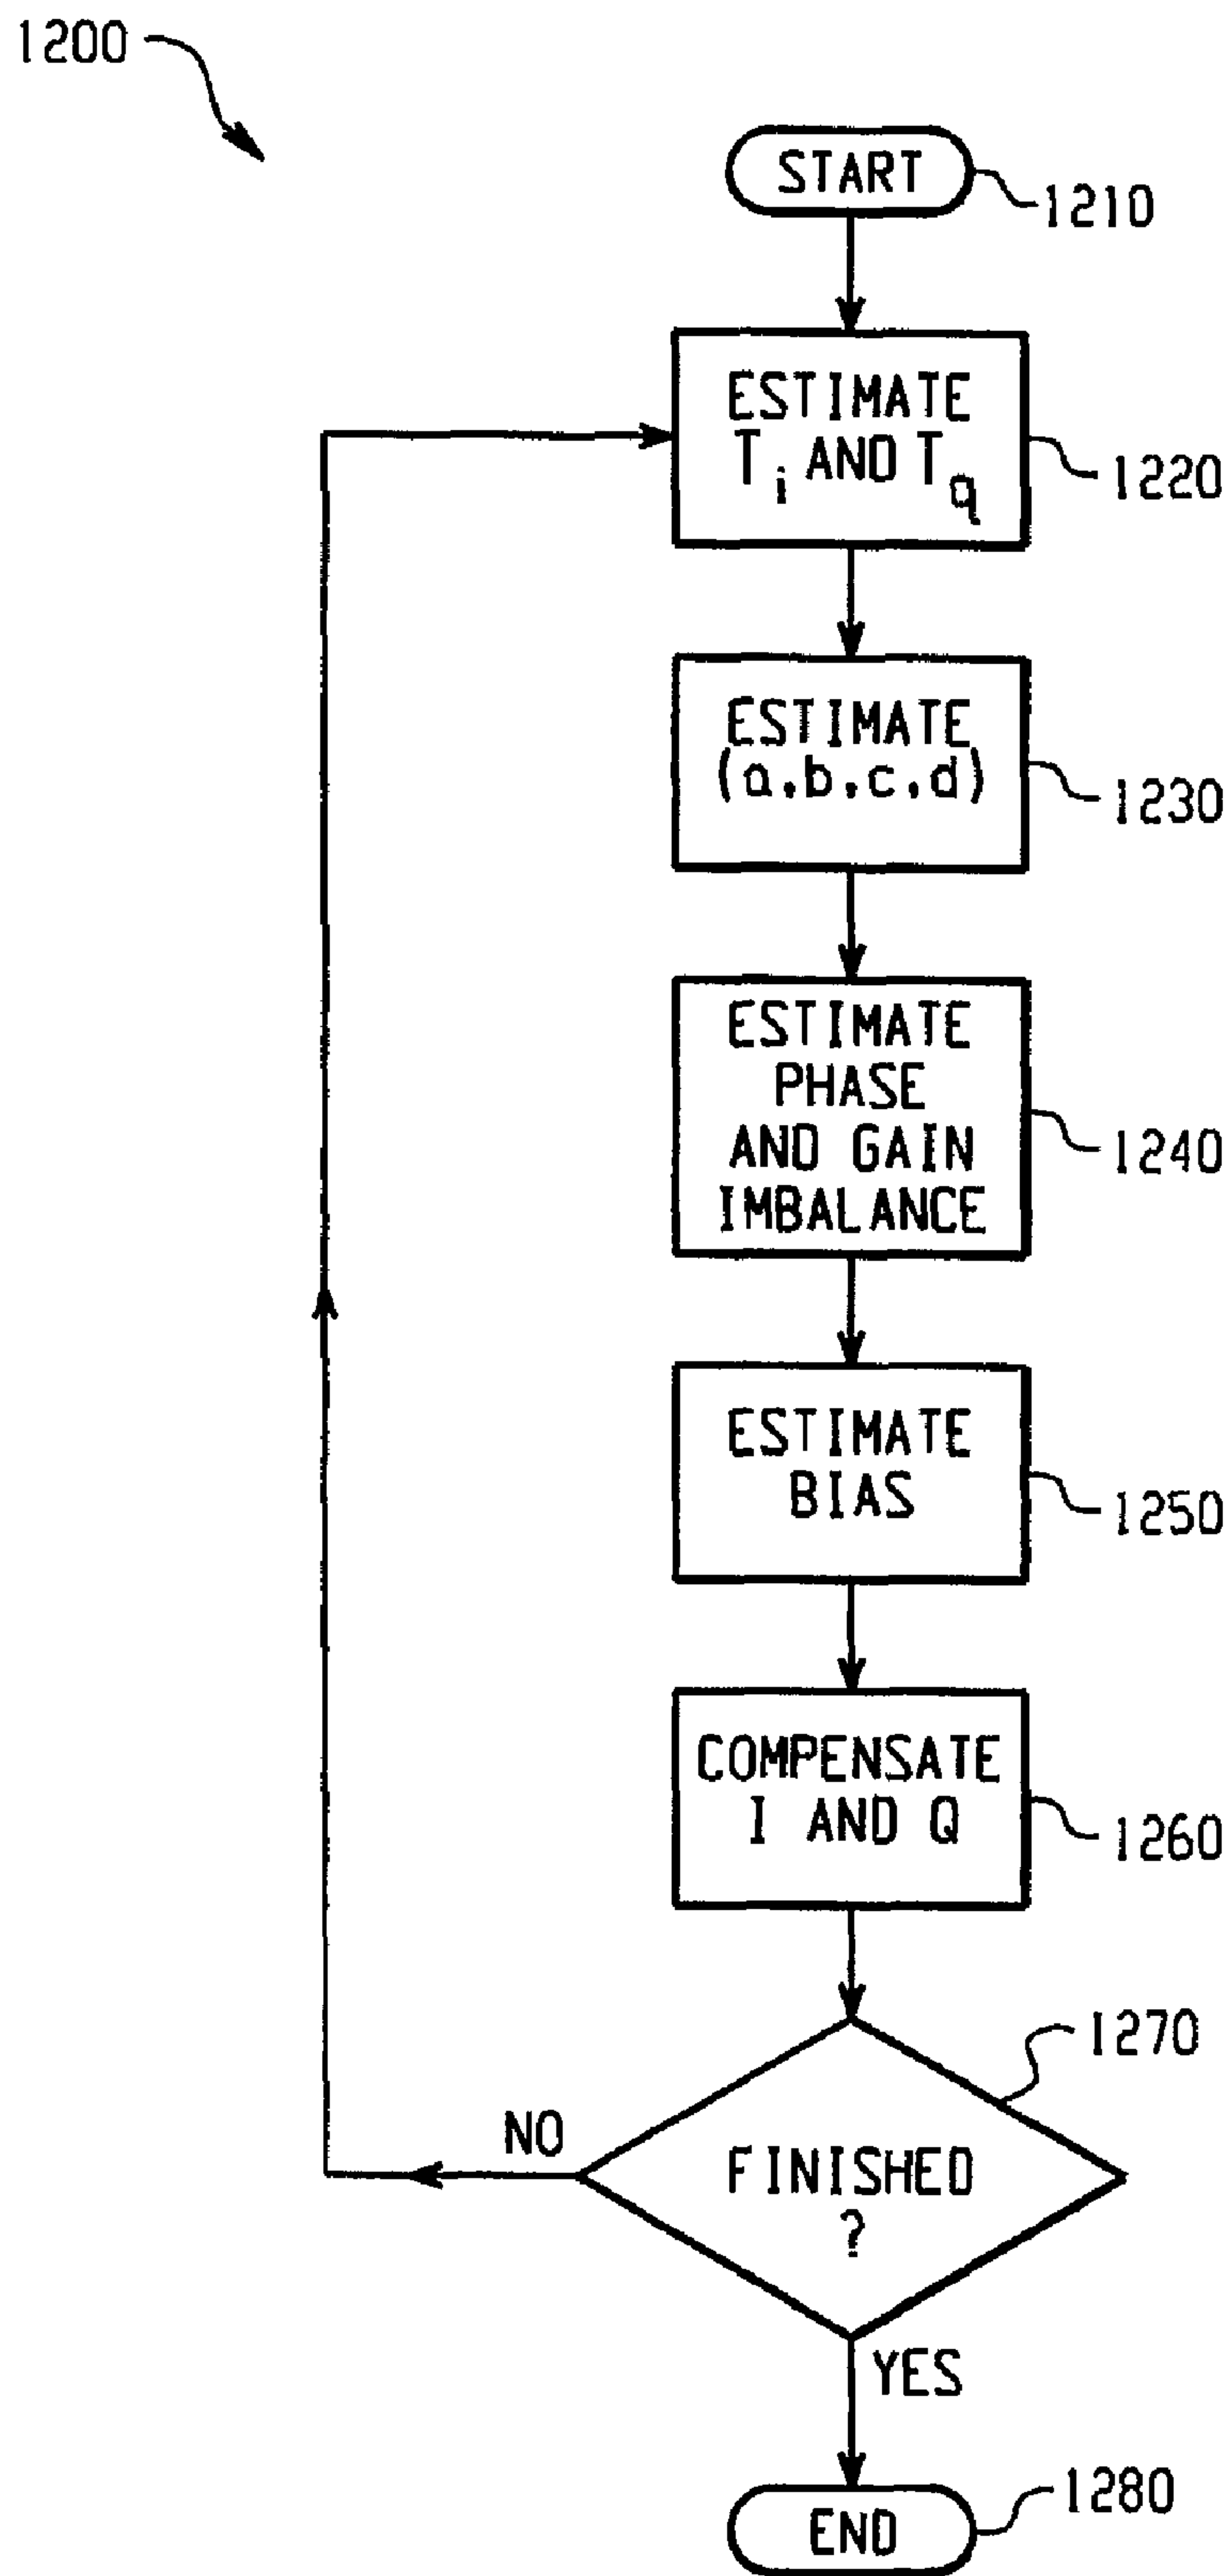 1200
START
1210
ESTIMATE
Ti AND Tq
1220
ESTIMATE
(a,b,c,d)
1230
ESTIMATE
PHASE
AND GAIN
IMBALANCE
1240
ESTIMATE
BIAS
1250
COMPENSATE
I AND Q
1260
1270
NO
FINISHED
?
YES
END
1280